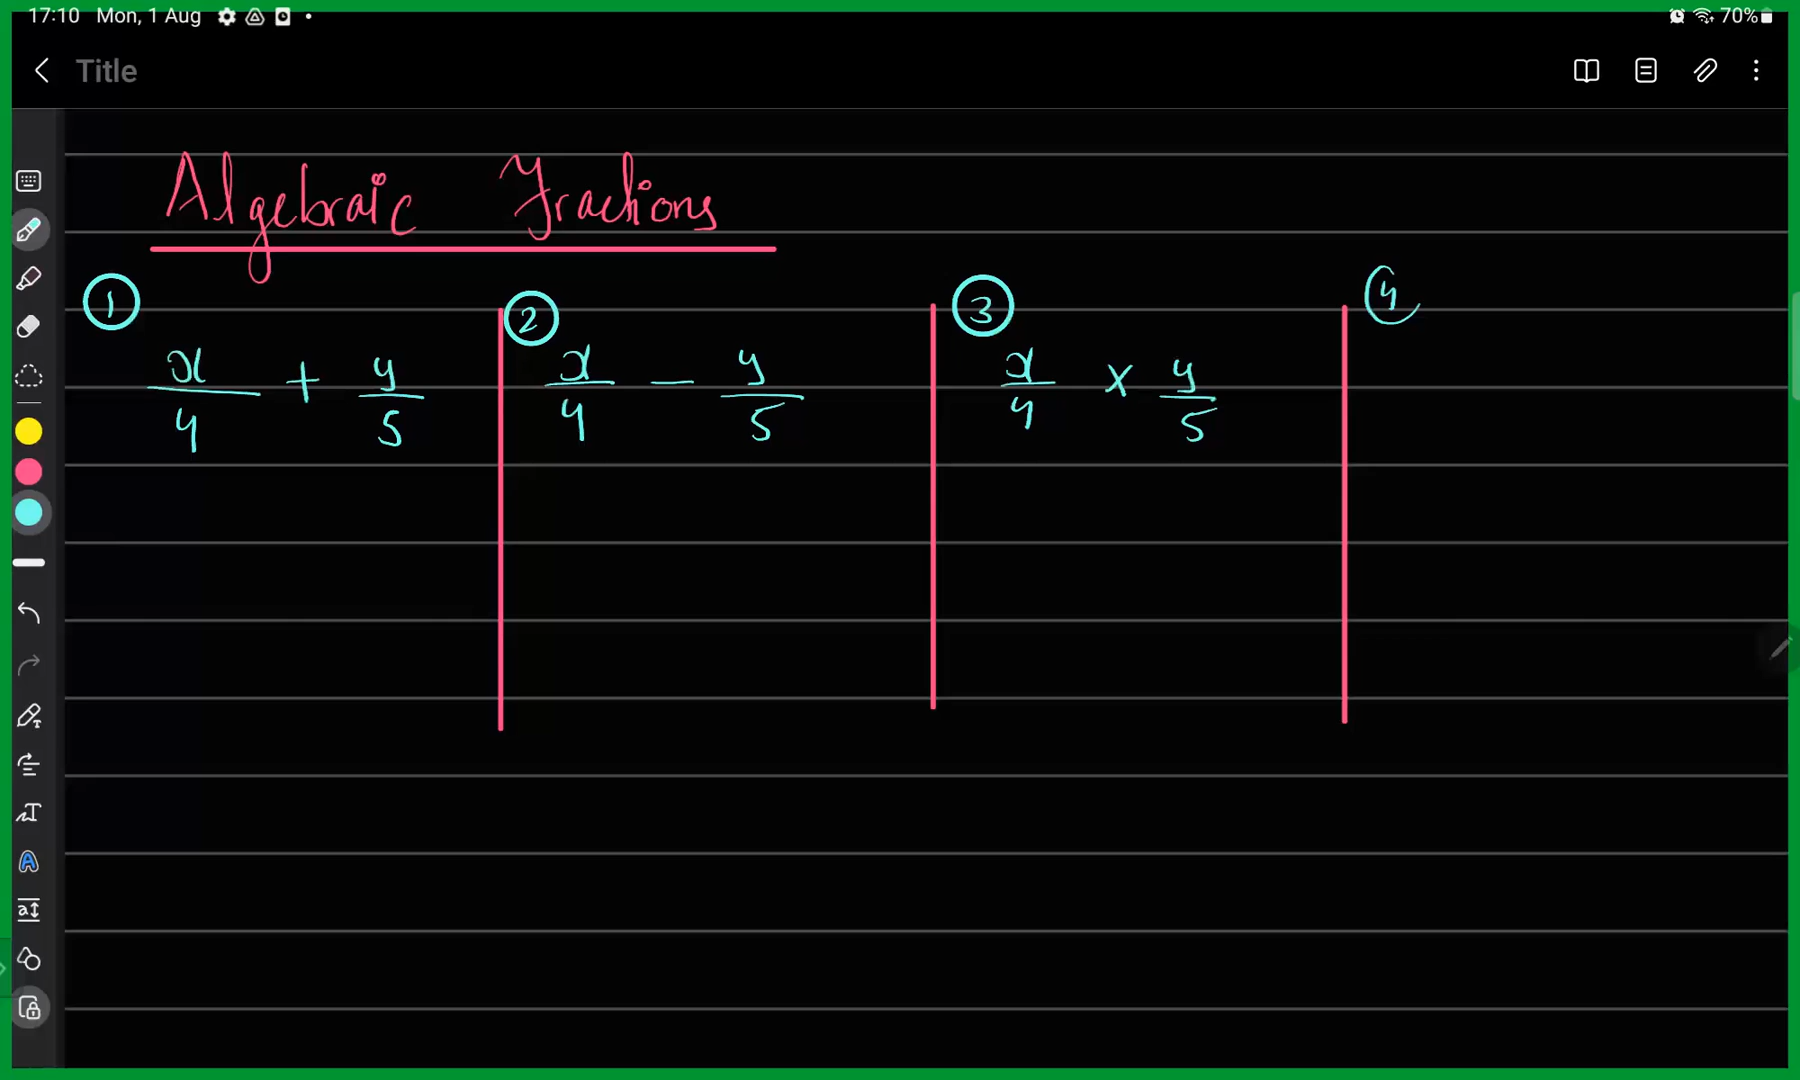 17:10 Mon, 1 Aug 70%
Title
Algebraic Fractions
① ② ③ ④
x/4 + y/5
x/4 - y/5
x/4 × y/5